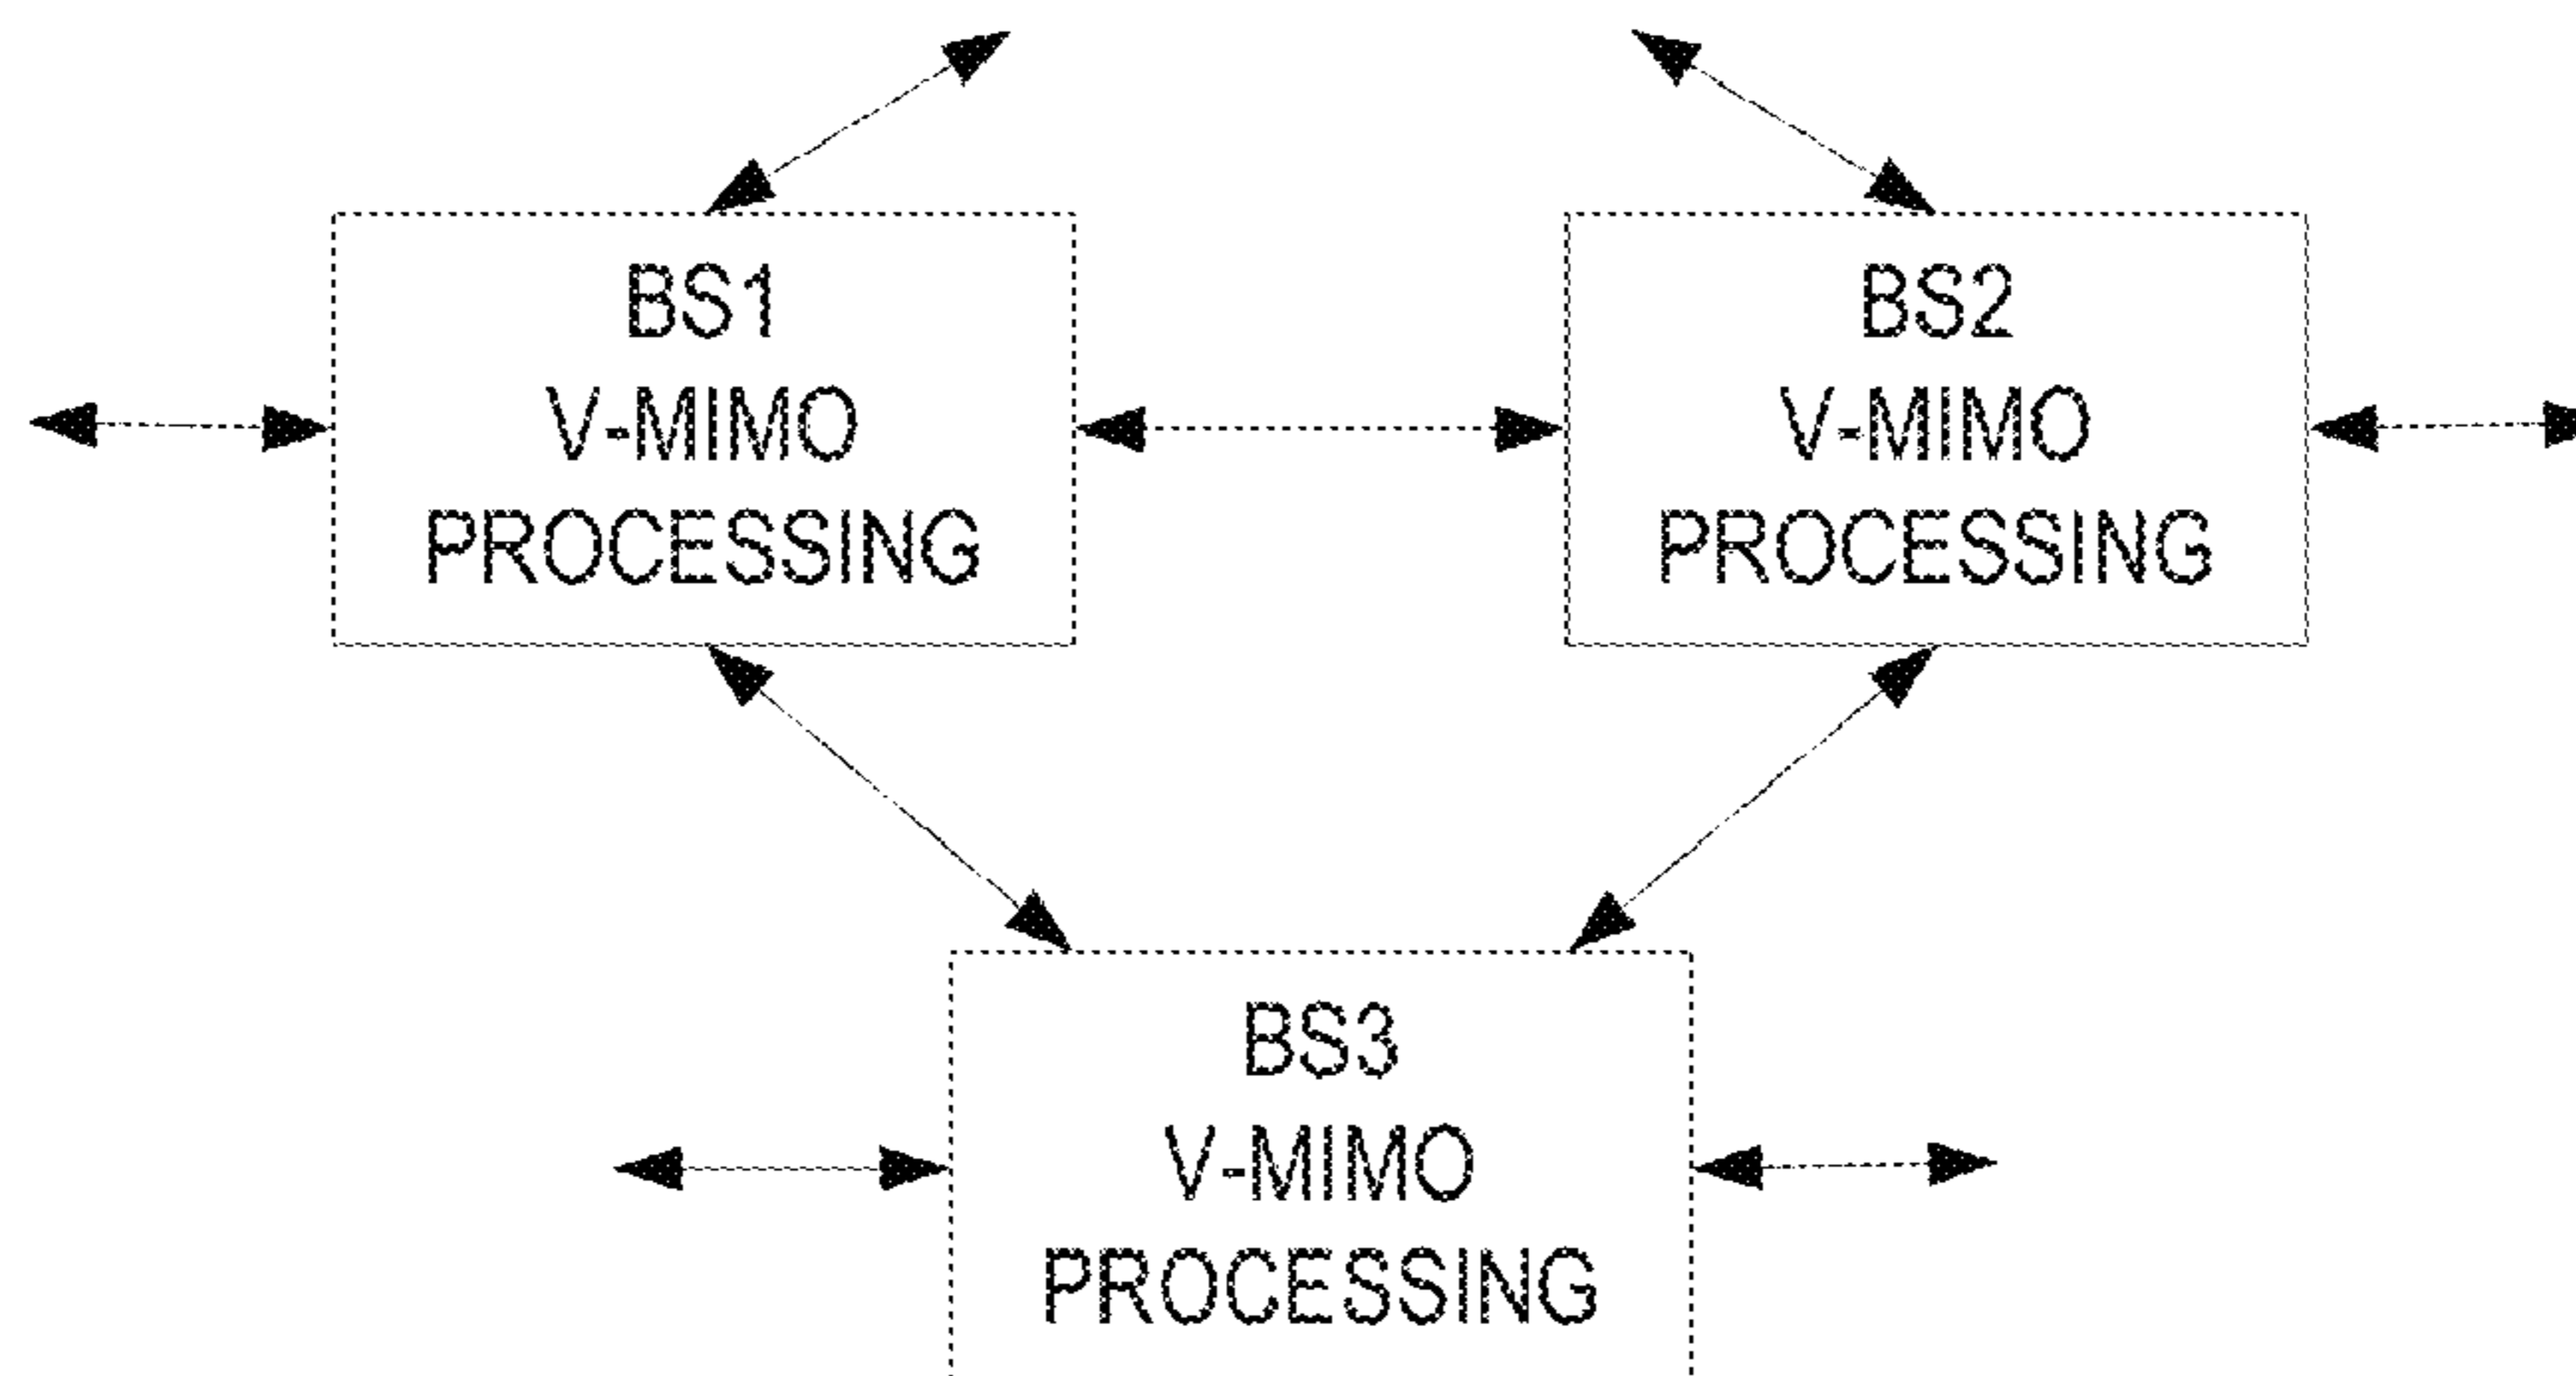 BS1
V-MIMO
PROCESSING
BS2
V-MIMO
PROCESSING
BS3
V-MIMO
PROCESSING